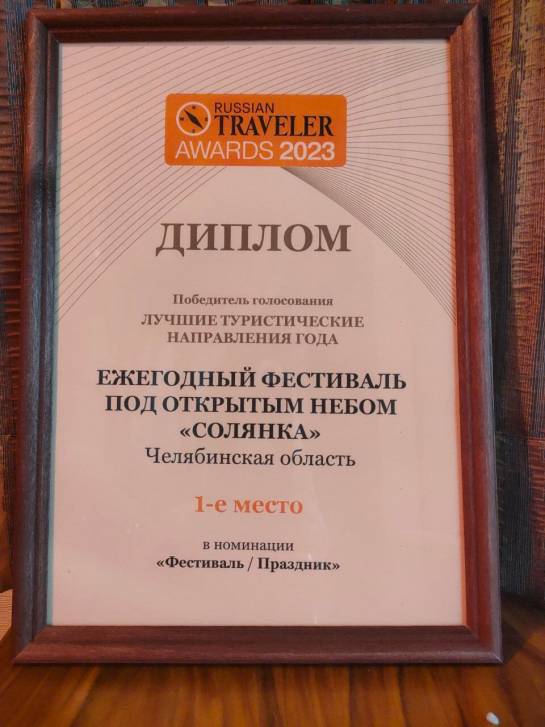 RUSSIAN
TRAVELER
AWARDS 2023
ДИПЛОМ
Победитель голосования
ЛУЧШИЕ ТУРИСТИЧЕСКИЕ
НАПРАВЛЕНИЯ ГОДА
ЕЖЕГОДНЫЙ ФЕСТИВАЛЬ
ПОД ОТКРЫТЫМ НЕБОМ
«СОЛЯНКА»
Челябинская область
1-е место
в номинации
«Фестиваль / Праздник»